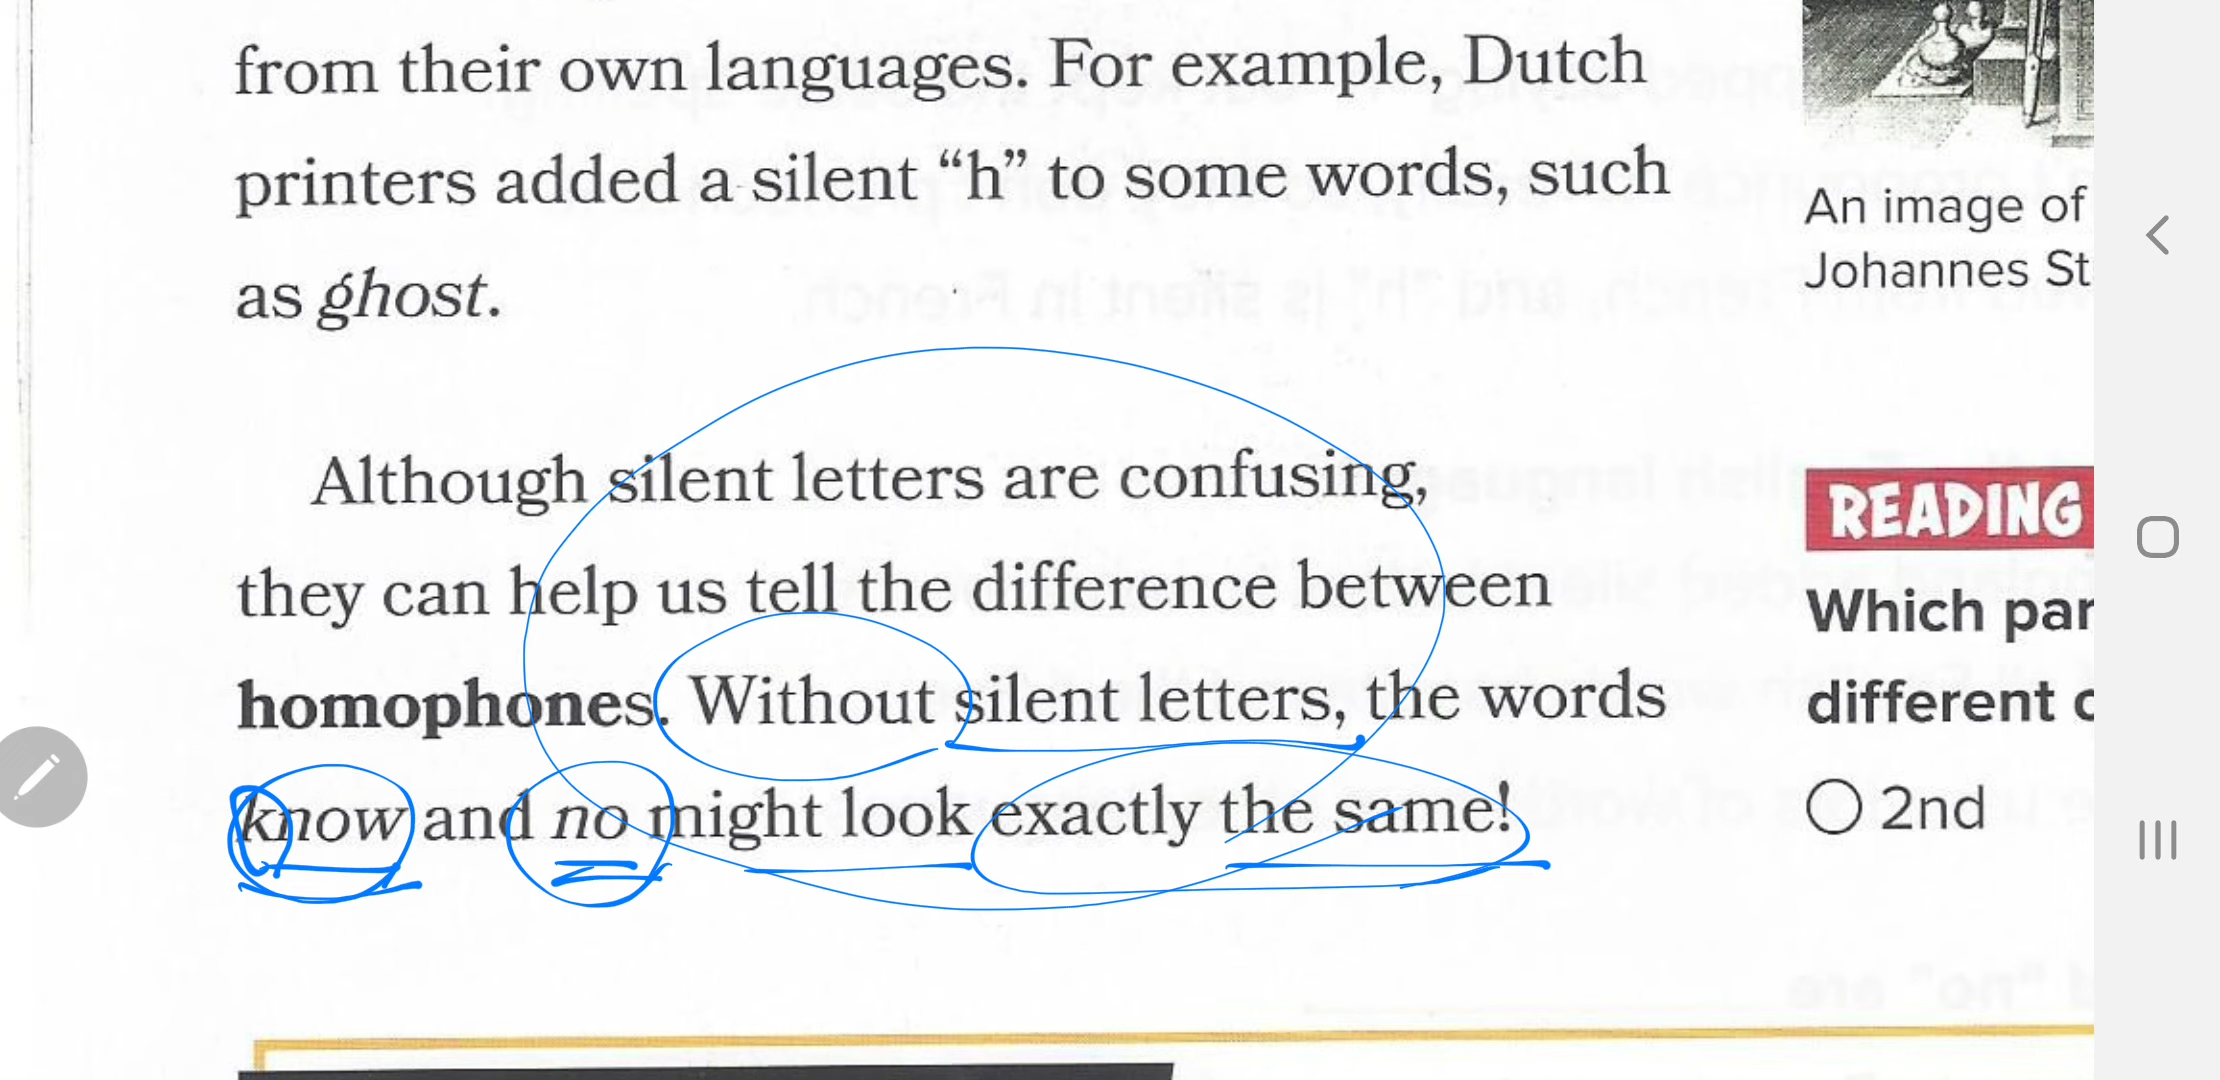 from their own languages. For example, Dutch
printers added a silent “h” to some words, such
as ghost.
Although silent letters are confusing,
they can help us tell the difference between
homophones. Without silent letters, the words
know and no might look exactly the same!
An image of
Johannes St
READING
Which par
different
2nd